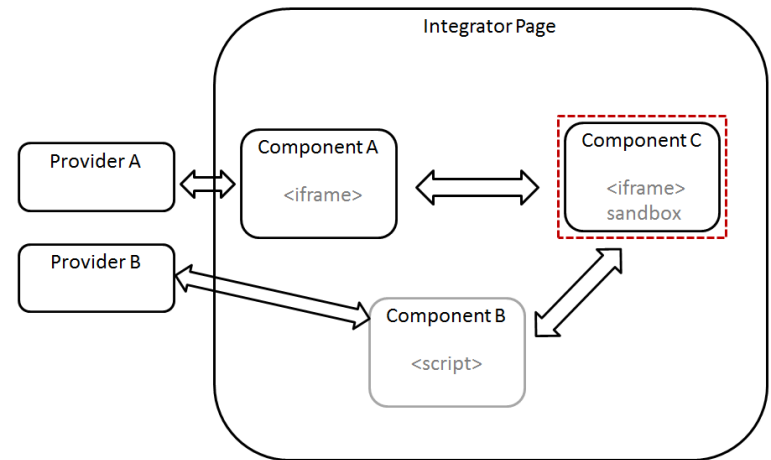 Integrator Page
Provider A
Component A
<iframe>
Component C
<iframe>
sandbox
Provider B
Component B
<script>